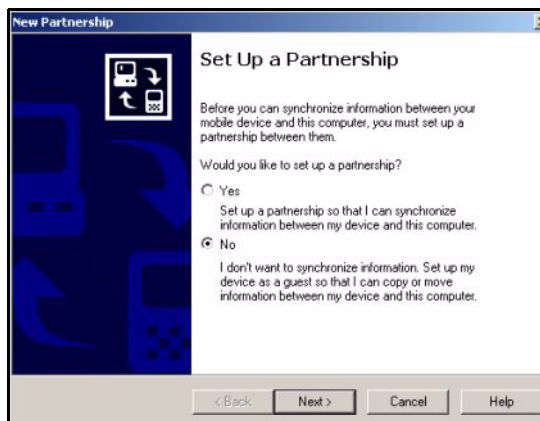 New Partnership
Set Up a Partnership
Before you can synchronize information between your
mobile device and this computer, you must set up a
partnership between them.
Would you like to set up a partnership?
Yes
Set up a partnership so that I can synchronize
information between my device and this computer.
No
I don't want to synchronize information. Set up my
device as a guest so that I can copy or move
information between my device and this computer.
< Back
Next >
Cancel
Help